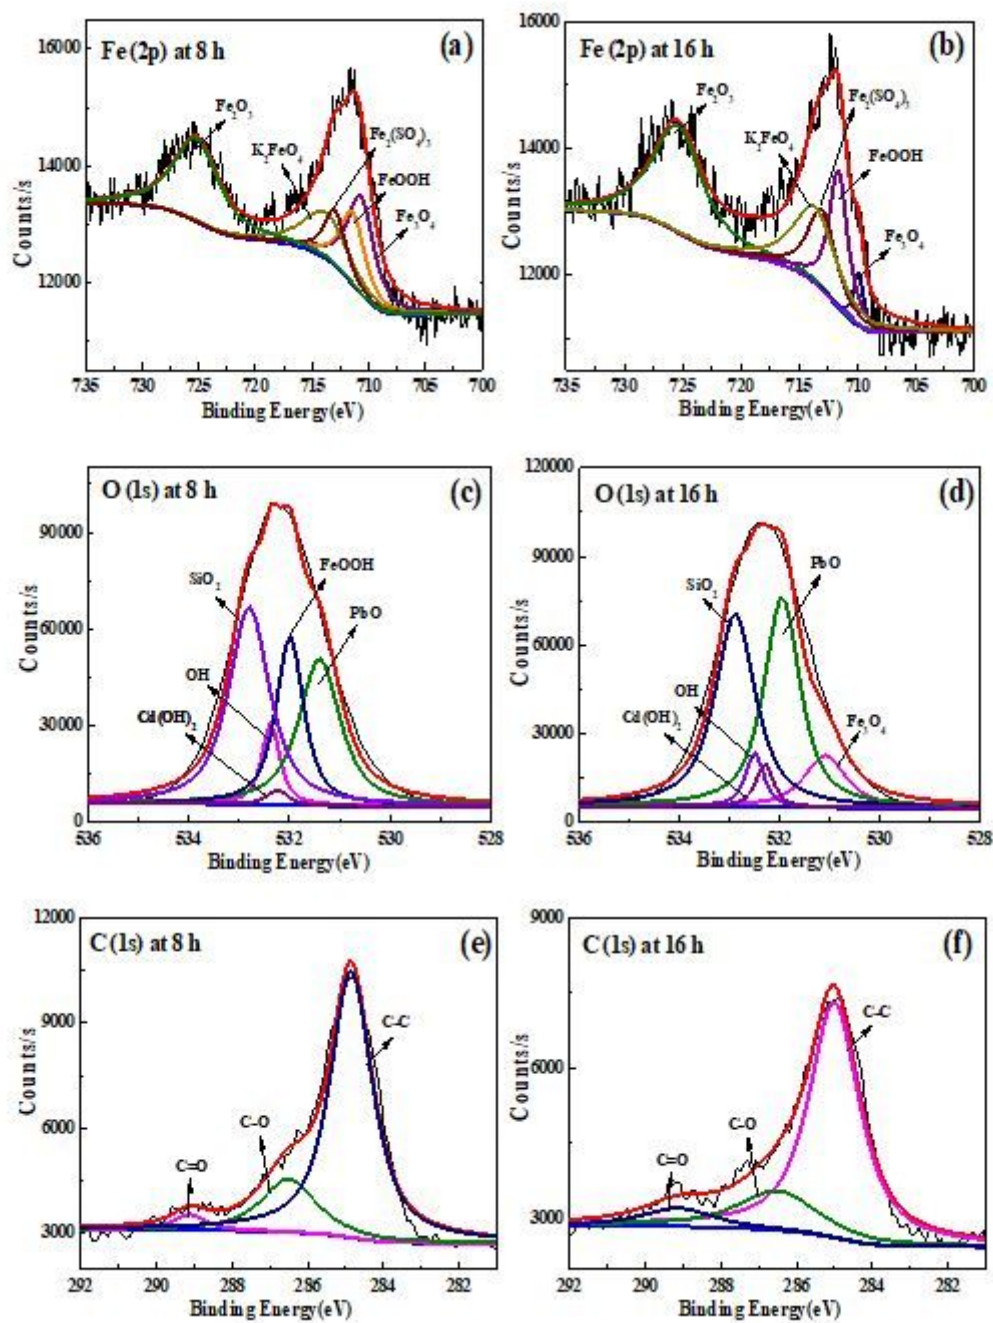 Fe (2p) at 8 h
(a)
16000
14000
12000
Counts/s
Fe₂O₃
K₂FeO₄
Fe₂(SO₄)₃
FeOOH
Fe₃O₄
735 730 725 720 715 710 705 700
Binding Energy(eV)
Fe (2p) at 16 h
(b)
16000
14000
12000
Counts/s
Fe₂O₃
K₂FeO₄
Fe₂(SO₄)₃
FeOOH
Fe₃O₄
735 730 725 720 715 710 705 700
Binding Energy(eV)
O (1s) at 8 h
(c)
90000
60000
30000
0
Counts/s
SiO₂
FeOOH
PbO
OH
Cd(OH)₂
536 534 532 530 528
Binding Energy(eV)
O (1s) at 16 h
(d)
120000
90000
60000
30000
0
Counts/s
SiO₂
PbO
OH
Cd(OH)₂
Fe₃O₄
536 534 532 530 528
Binding Energy(eV)
C (1s) at 8 h
(e)
12000
9000
6000
3000
Counts/s
C-C
C-O
C=O
292 290 288 286 284 282
Binding Energy(eV)
C (1s) at 16 h
(f)
9000
6000
3000
Counts/s
C-C
C-O
C=O
292 290 288 286 284 282
Binding Energy(eV)